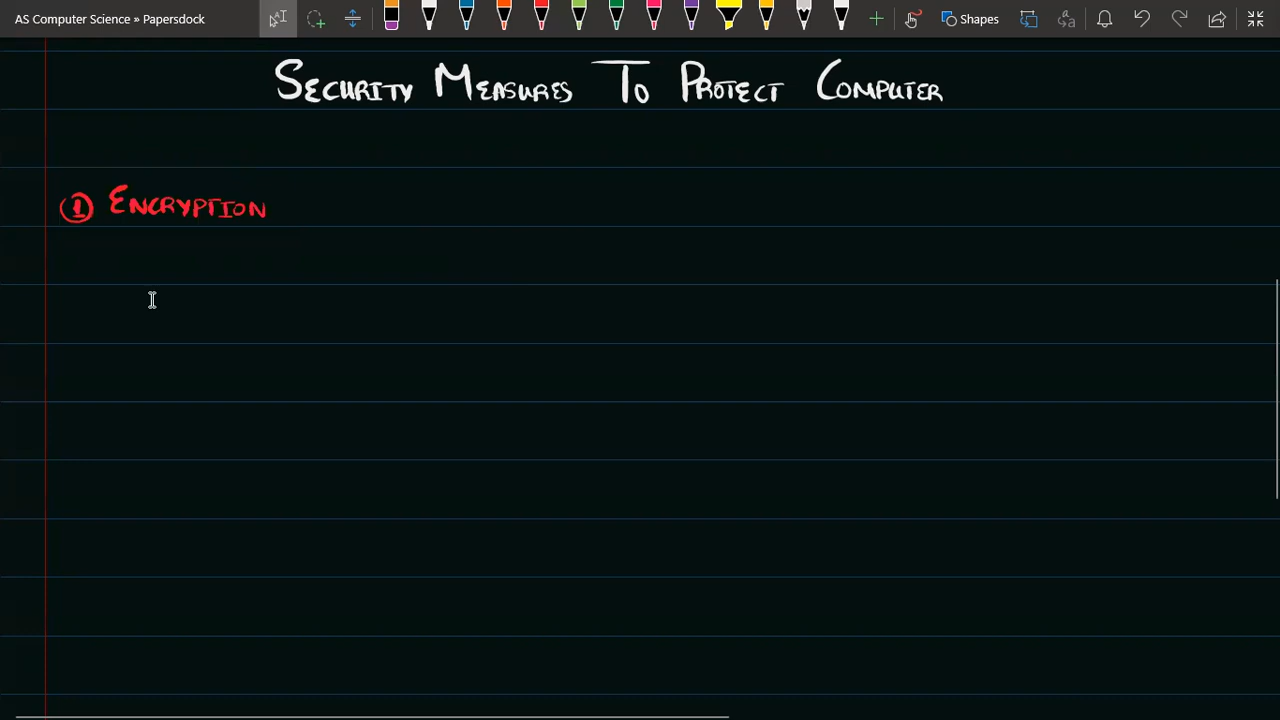 AS Computer Science » Papersdock
Shapes
SECURITY MEASURES TO PROTECT COMPUTER
① ENCRYPTION